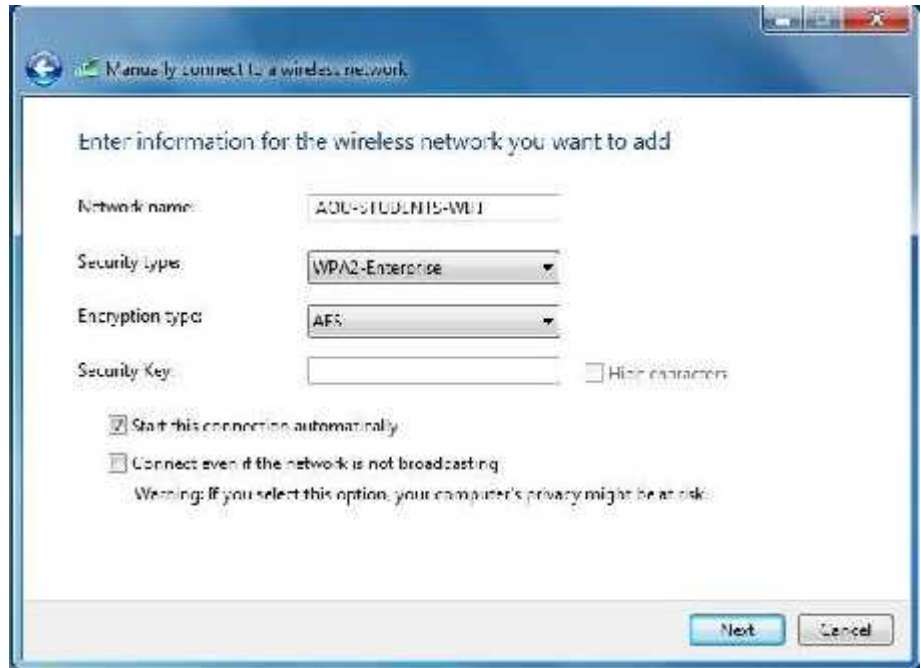 Manually connect to a wireless network
Enter information for the wireless network you want to add
Network name:
Security type: WPA2-Enterprise
Encryption type: AES
Security Key: Hide characters
Start this connection automatically
Connect even if the network is not broadcasting
Warning: If you select this option, your computer's privacy might be at risk.
Next Cancel